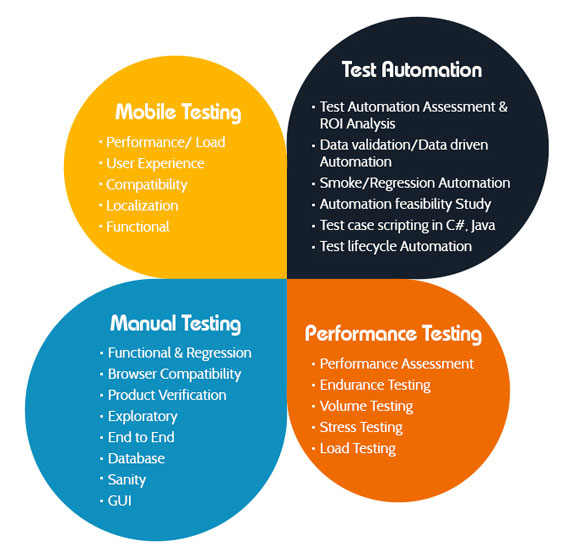 Mobile Testing
· Performance/ Load
· User Experience
· Compatibility
· Localization
· Functional
Test Automation
· Test Automation Assessment &
ROI Analysis
· Data validation/Data driven
Automation
· Smoke/Regression Automation
· Automation feasibility Study
· Test case scripting in C#, Java
· Test lifecycle Automation
Manual Testing
· Functional & Regression
· Browser Compatibility
· Product Verification
· Exploratory
· End to End
· Database
· Sanity
· GUI
Performance Testing
· Performance Assessment
· Endurance Testing
· Volume Testing
· Stress Testing
· Load Testing